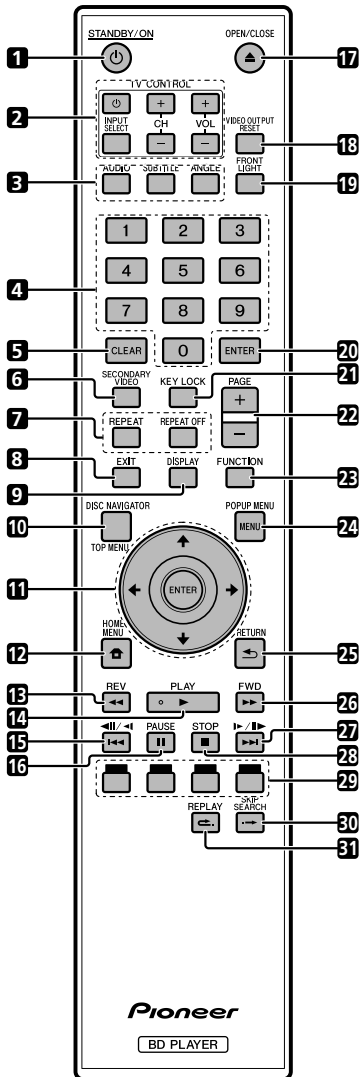 STANDBY/ON OPEN/CLOSE
1 17
TV CONTROL
2 INPUT SELECT CH VOL VIDEO OUTPUT RESET 18
+ +
− −
3 AUDIO SUBTITLE ANGLE FRONT LIGHT 19
1 2 3
4 4 5 6
7 8 9
5 CLEAR 0 ENTER 20
6 SECONDARY VIDEO KEY LOCK 21 PAGE
+ 22
7 REPEAT REPEAT OFF −
8 EXIT DISPLAY FUNCTION 23
9
10 DISC NAVIGATOR POPUP MENU
MENU 24
TOP MENU
11 ENTER
12 HOME MENU RETURN 25
13 REV PLAY FWD 26
14
15 PAUSE STOP 27
16 28
29
REPLAY SKIP SEARCH 30
31
Pioneer
BD PLAYER